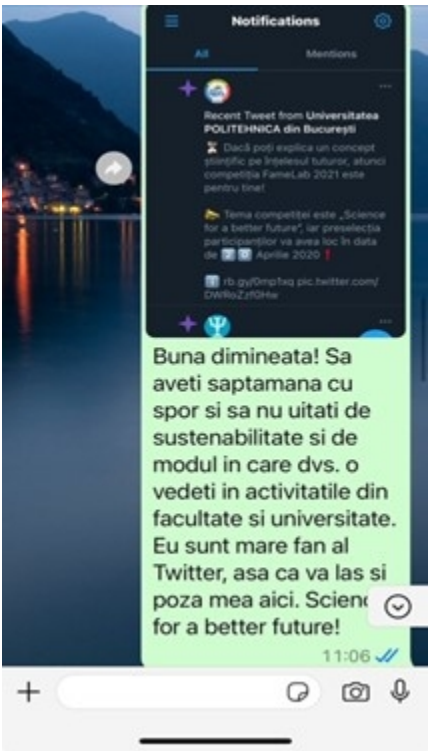 Notifications
All Mentions
Recent Tweet from Universitatea
POLITEHNICA din București
⏳ Dacă poți explica un concept
științific pe înțelesul tuturor, atunci
competiția FameLab 2021 este
pentru tine!
Tema competiției este „Science
for a better future”, iar preselecția
participanților va avea loc în data
de 2️⃣0️⃣ Aprilie 2020❗
rb.gy/0mp1xq pic.twitter.com/
DWRoZzf0Hw
Buna dimineata! Sa
aveti saptamana cu
spor si sa nu uitati de
sustenabilitate si de
modul in care dvs. o
vedeti in activitatile din
facultate si universitate.
Eu sunt mare fan al
Twitter, asa ca va las si
poza mea aici. Scienc
for a better future!
11:06